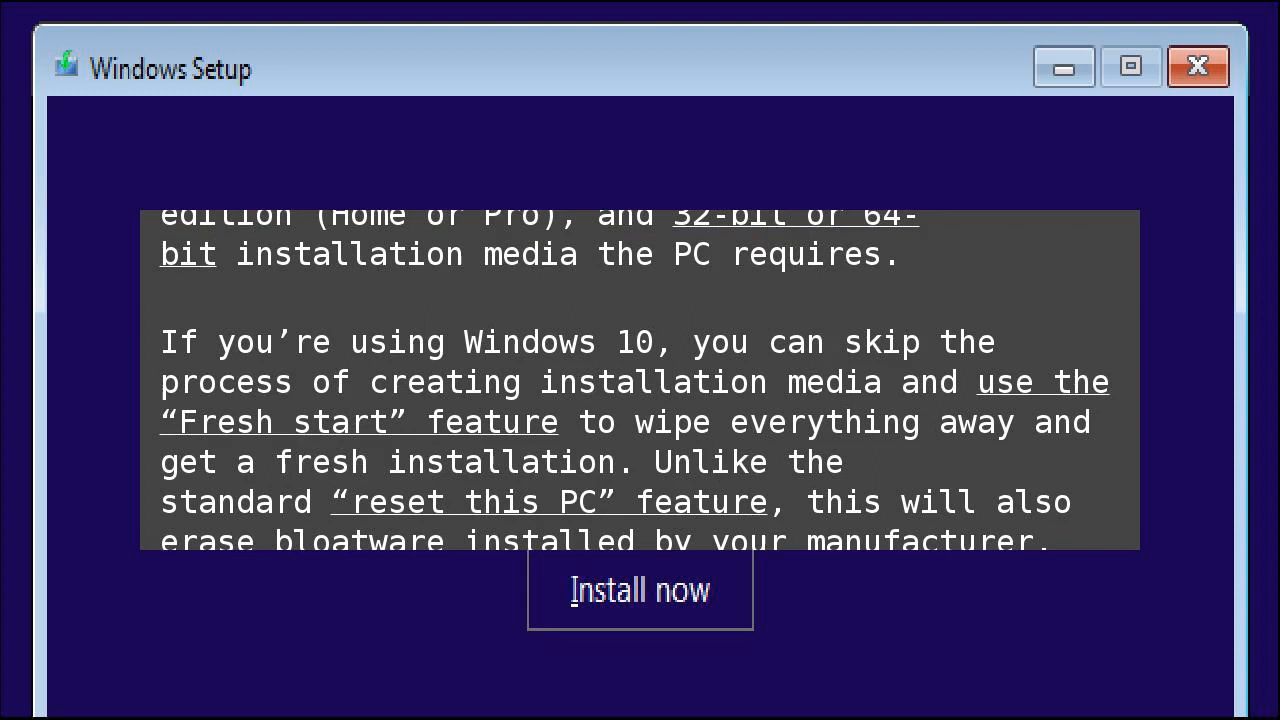 Windows Setup
edition (Home or Pro), and 32-bit or 64-
bit installation media the PC requires.
If you’re using Windows 10, you can skip the
process of creating installation media and use the
“Fresh start” feature to wipe everything away and
get a fresh installation. Unlike the
standard “reset this PC” feature, this will also
erase bloatware installed by your manufacturer.
Install now